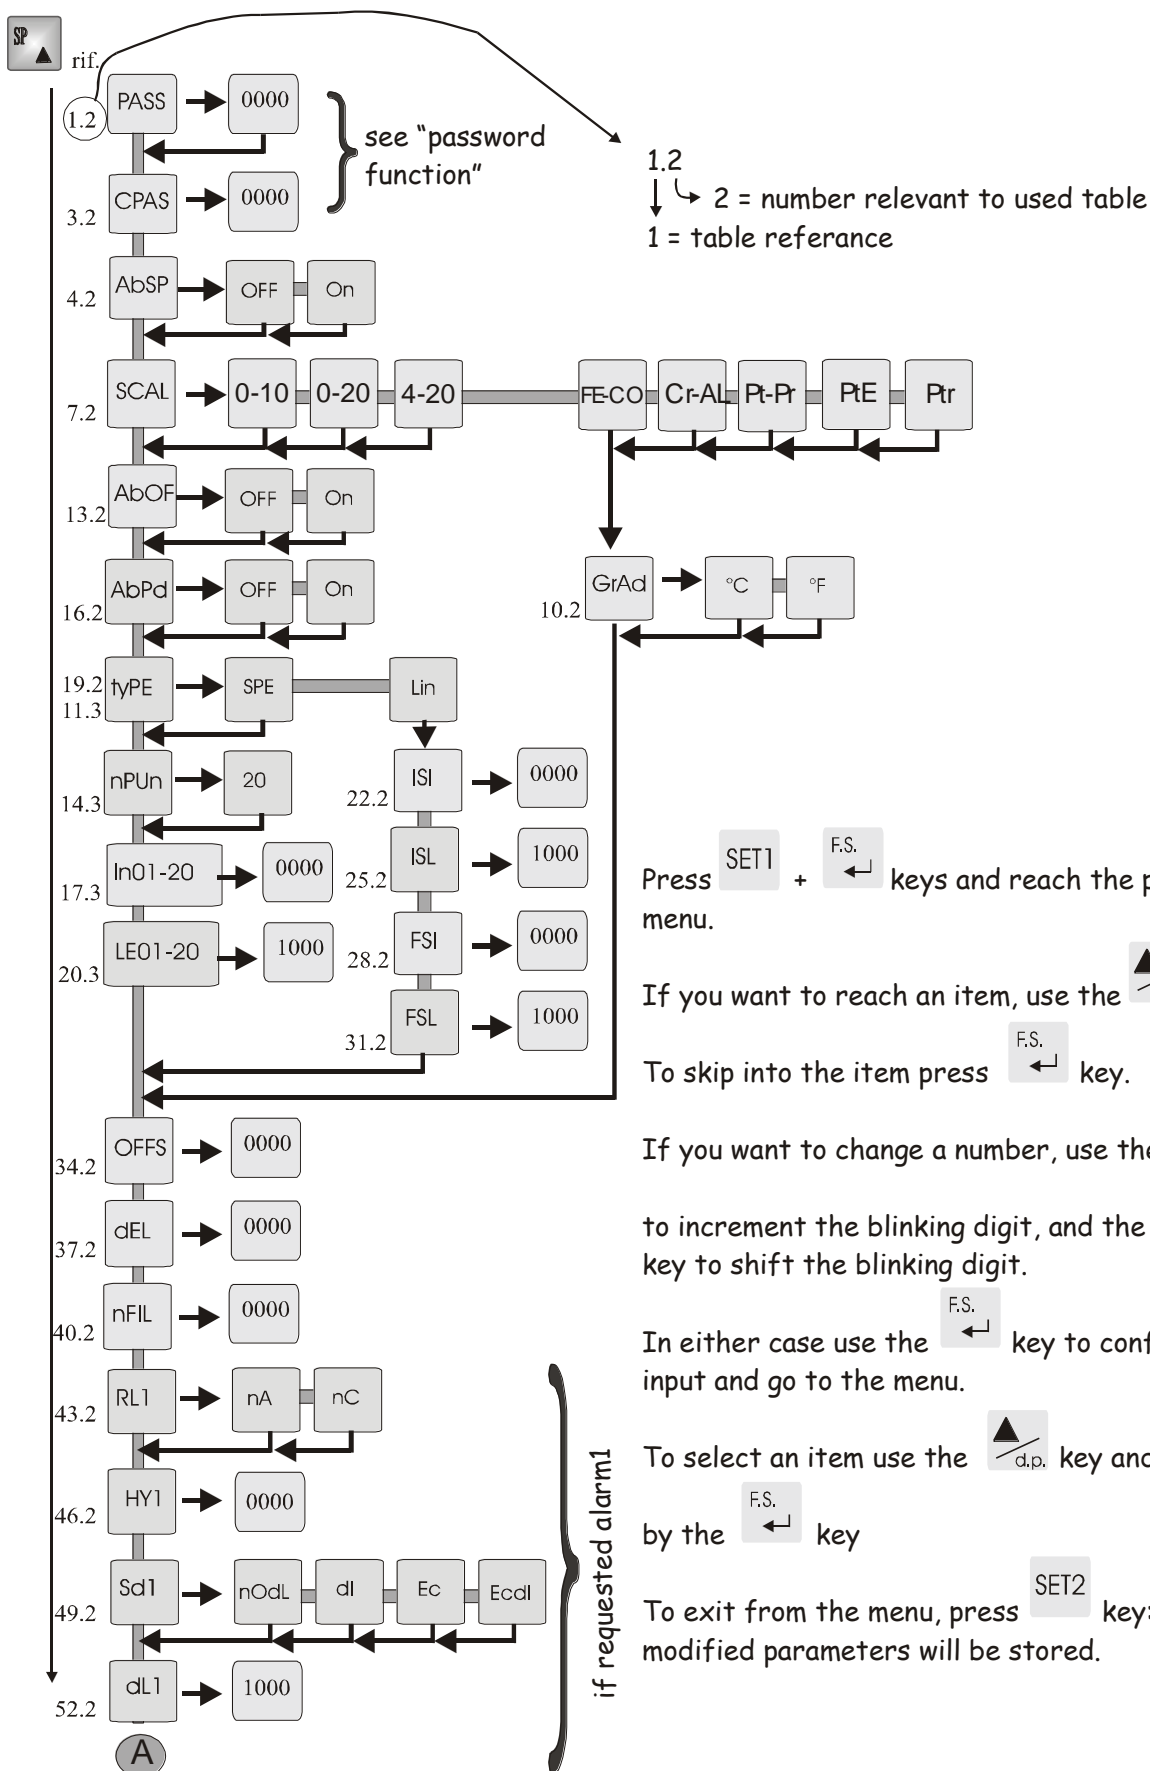 SP
rif.
1.2 PASS 0000
see “password
function”
3.2 CPAS 0000
1.2
2 = number relevant to used table
1 = table referance
4.2 AbSP OFF On
7.2 SCAL 0-10 0-20 4-20 FE-CO Cr-AL Pt-Pr PtE Ptr
13.2 AbOF OFF On
16.2 AbPd OFF On
10.2 GrAd °C °F
19.2 tyPE SPE Lin
11.3
14.3 nPUn 20
22.2 ISI 0000
17.3 In01-20 0000
25.2 ISL 1000
20.3 LE01-20 1000
28.2 FSI 0000
31.2 FSL 1000
34.2 OFFS 0000
37.2 dEL 0000
40.2 nFIL 0000
43.2 RL1 nA nC
46.2 HY1 0000
49.2 Sd1 nOdL dI Ec EcdI
52.2 dL1 1000
A
if requested alarm1
Press SET1 + F.S. keys and reach the p
menu.
If you want to reach an item, use the
To skip into the item press F.S. key.
If you want to change a number, use the
to increment the blinking digit, and the
key to shift the blinking digit.
In either case use the F.S. key to conf
input and go to the menu.
To select an item use the d.p. key and
by the F.S. key
To exit from the menu, press SET2 key:
modified parameters will be stored.